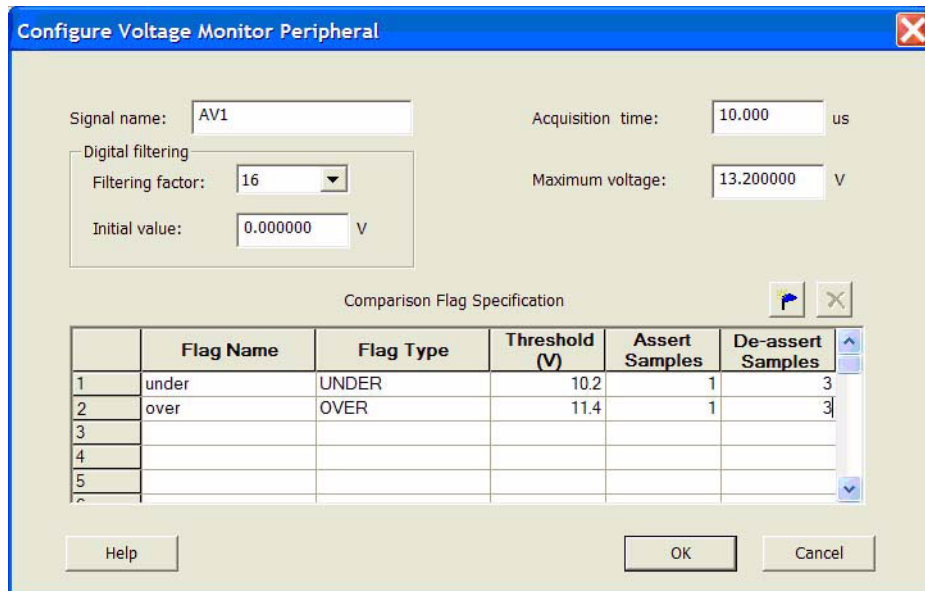 Configure Voltage Monitor Peripheral
Signal name: AV1
Acquisition time: 10.000 us
Digital filtering
Filtering factor: 16
Maximum voltage: 13.200000 V
Initial value: 0.000000 V
Comparison Flag Specification
Flag Name Flag Type Threshold (V) Assert Samples De-assert Samples
1 under UNDER 10.2 1 3
2 over OVER 11.4 1 3
3
4
5
Help OK Cancel